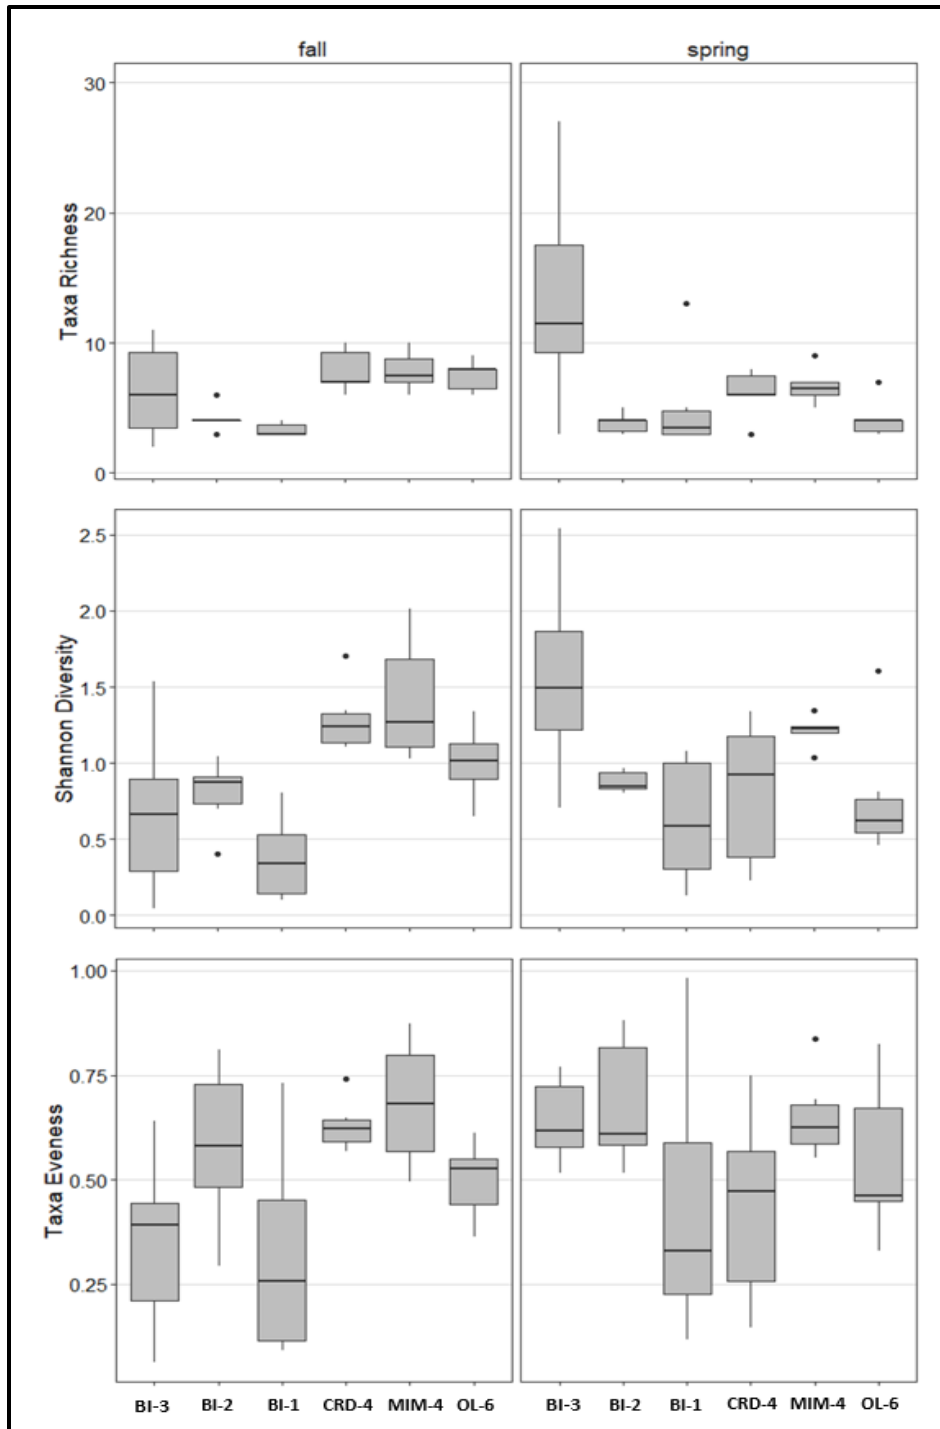 fall spring
Taxa Richness
30
20
10
0
Shannon Diversity
2.5
2.0
1.5
1.0
0.5
0.0
Taxa Eveness
1.00
0.75
0.50
0.25
BI-3 BI-2 BI-1 CRD-4 MIM-4 OL-6 BI-3 BI-2 BI-1 CRD-4 MIM-4 OL-6